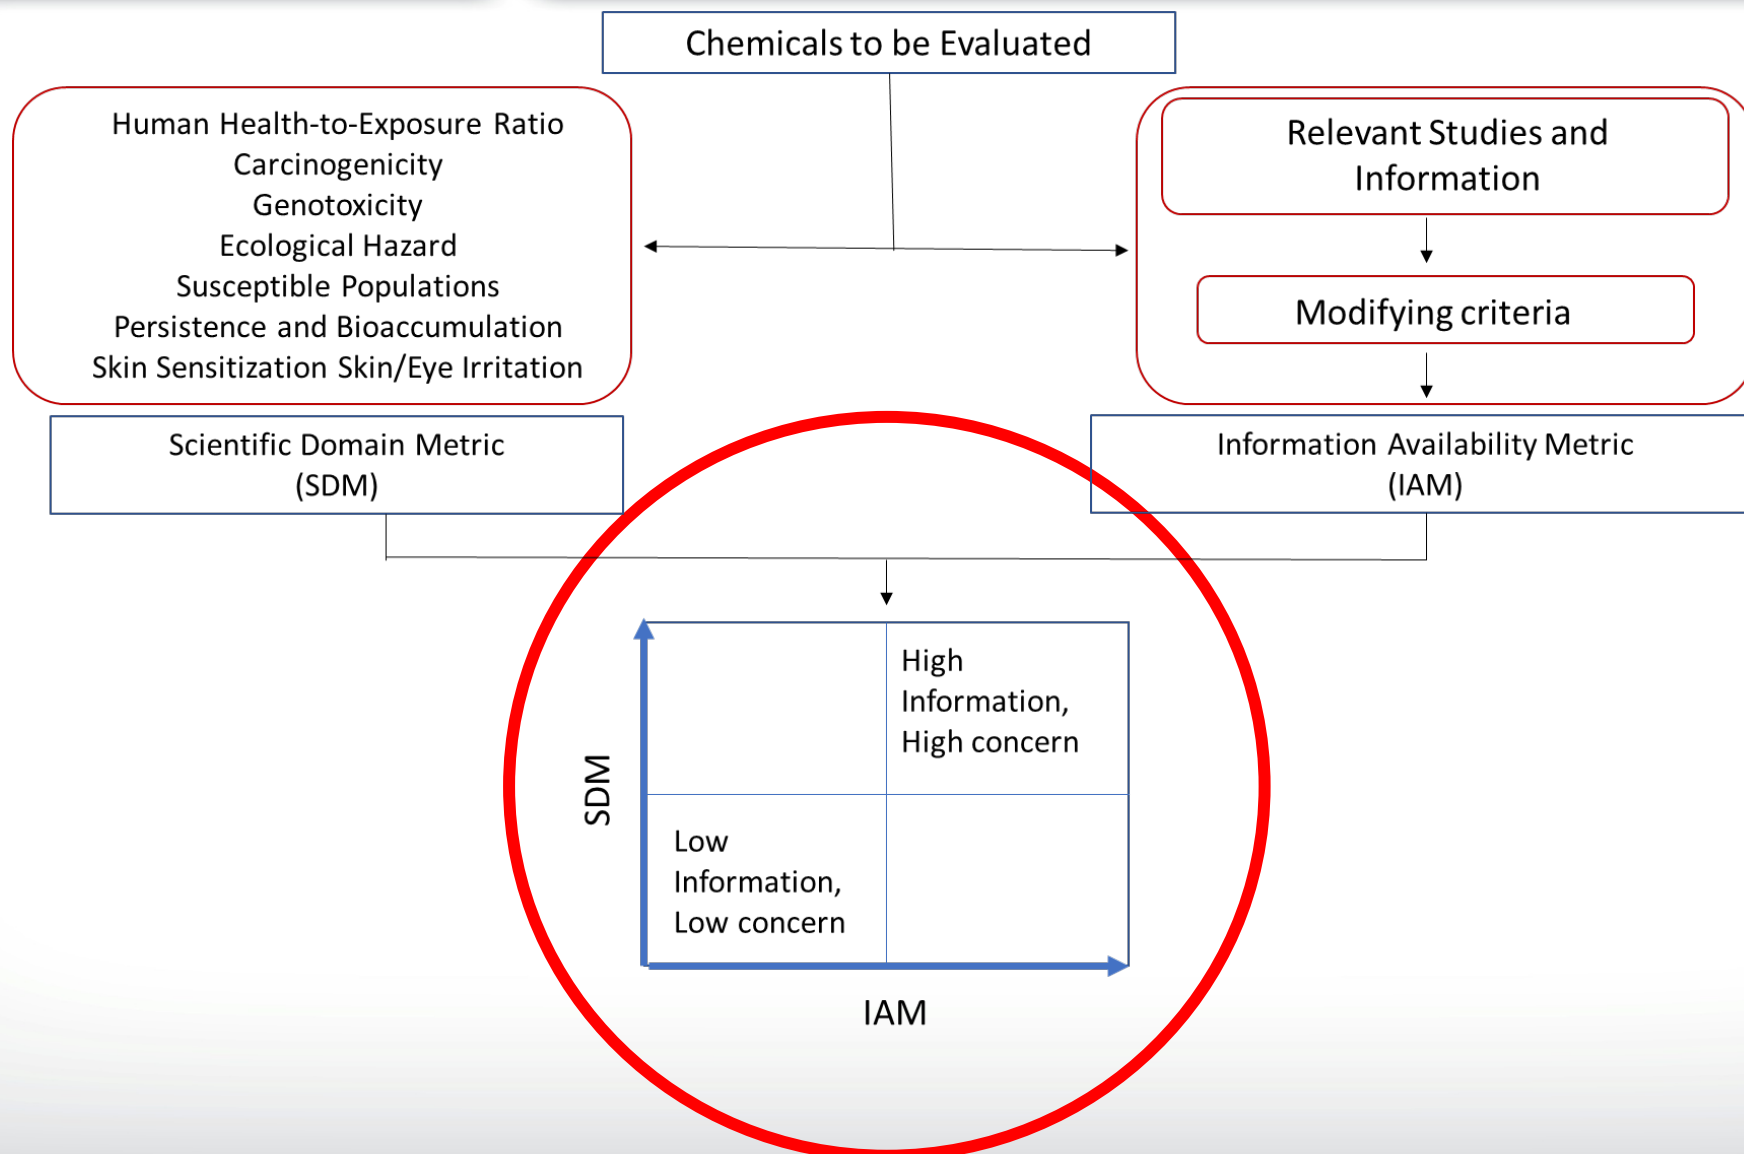 Chemicals to be Evaluated
Human Health-to-Exposure Ratio
Carcinogenicity
Genotoxicity
Ecological Hazard
Susceptible Populations
Persistence and Bioaccumulation
Skin Sensitization Skin/Eye Irritation
Relevant Studies and
Information
Modifying criteria
Scientific Domain Metric
(SDM)
Information Availability Metric
(IAM)
High
Information,
High concern
SDM
Low
Information,
Low concern
IAM